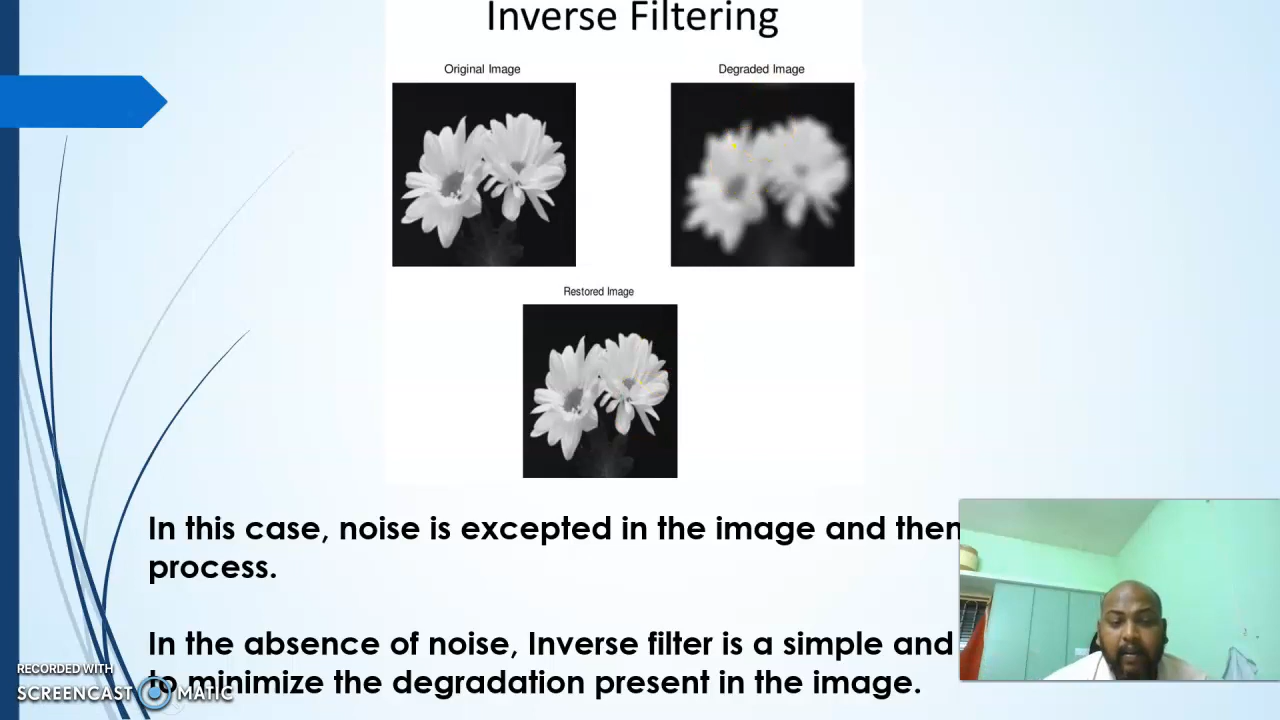 Inverse Filtering
Original Image
Degraded Image
Restored Image
In this case, noise is excepted in the image and then
process.
In the absence of noise, Inverse filter is a simple and
to minimize the degradation present in the image.
RECORDED WITH
SCREENCAST MATIC